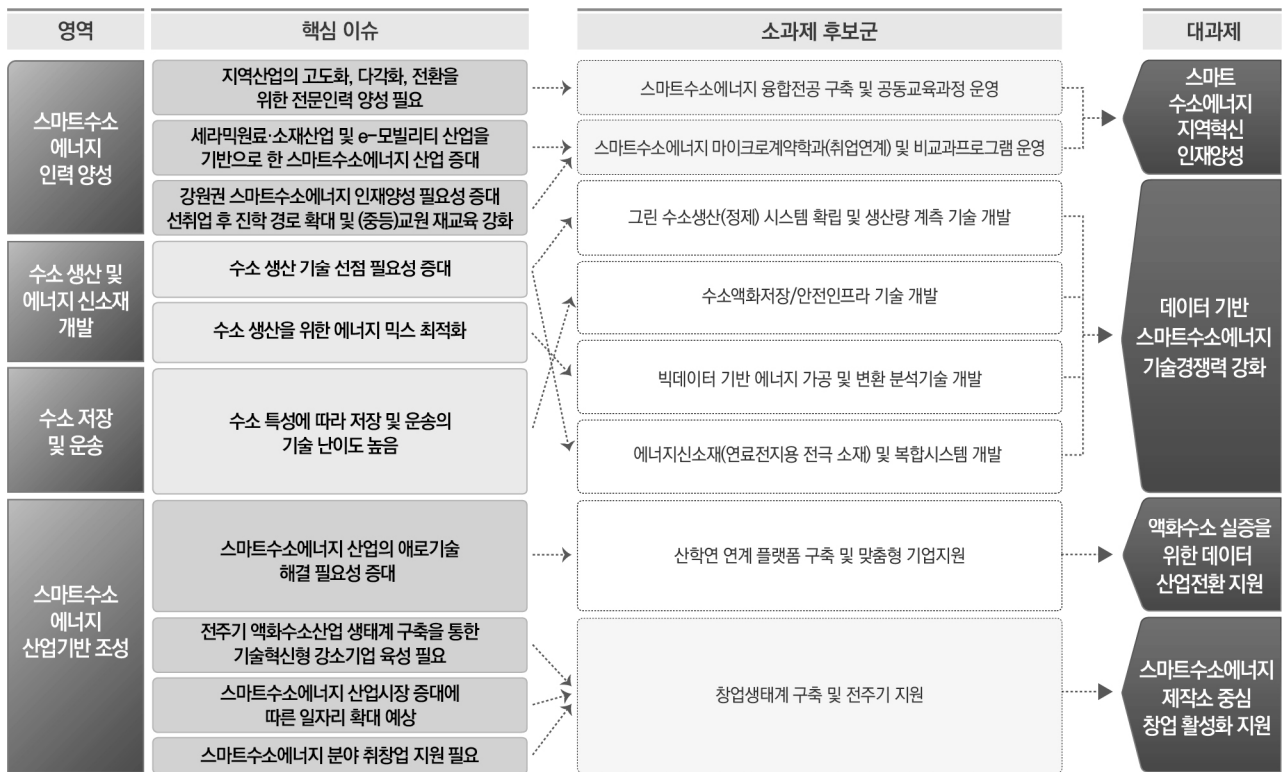 영역
핵심 이슈
소과제 후보군
대과제
스마트수소
에너지
인력 양성
지역산업의 고도화, 다각화, 전환을
위한 전문인력 양성 필요
세라믹원료·소재산업 및 e-모빌리티 산업을
기반으로 한 스마트수소에너지 산업 증대
강원권 스마트수소에너지 인재양성 필요성 증대
선취업 후 진학 경로 확대 및 (중등)교원 재교육 강화
스마트수소에너지 융합전공 구축 및 공동교육과정 운영
스마트수소에너지 마이크로계약학과(취업연계) 및 비교과프로그램 운영
스마트
수소에너지
지역혁신
인재양성
수소 생산 및
에너지 신소재
개발
수소 생산 기술 선점 필요성 증대
수소 생산을 위한 에너지 믹스 최적화
수소 저장
및 운송
수소 특성에 따라 저장 및 운송의
기술 난이도 높음
그린 수소생산(정제) 시스템 확립 및 생산량 계측 기술 개발
수소액화저장/안전인프라 기술 개발
빅데이터 기반 에너지 가공 및 변환 분석기술 개발
에너지신소재(연료전지용 전극 소재) 및 복합시스템 개발
데이터 기반
스마트수소에너지
기술경쟁력 강화
스마트수소
에너지
산업기반 조성
스마트수소에너지 산업의 애로기술
해결 필요성 증대
산학연 연계 플랫폼 구축 및 맞춤형 기업지원
액화수소 실증을
위한 데이터
산업전환 지원
전주기 액화수소산업 생태계 구축을 통한
기술혁신형 강소기업 육성 필요
스마트수소에너지 산업시장 증대에
따른 일자리 확대 예상
스마트수소에너지 분야 취창업 지원 필요
창업생태계 구축 및 전주기 지원
스마트수소에너지
제작소 중심
창업 활성화 지원